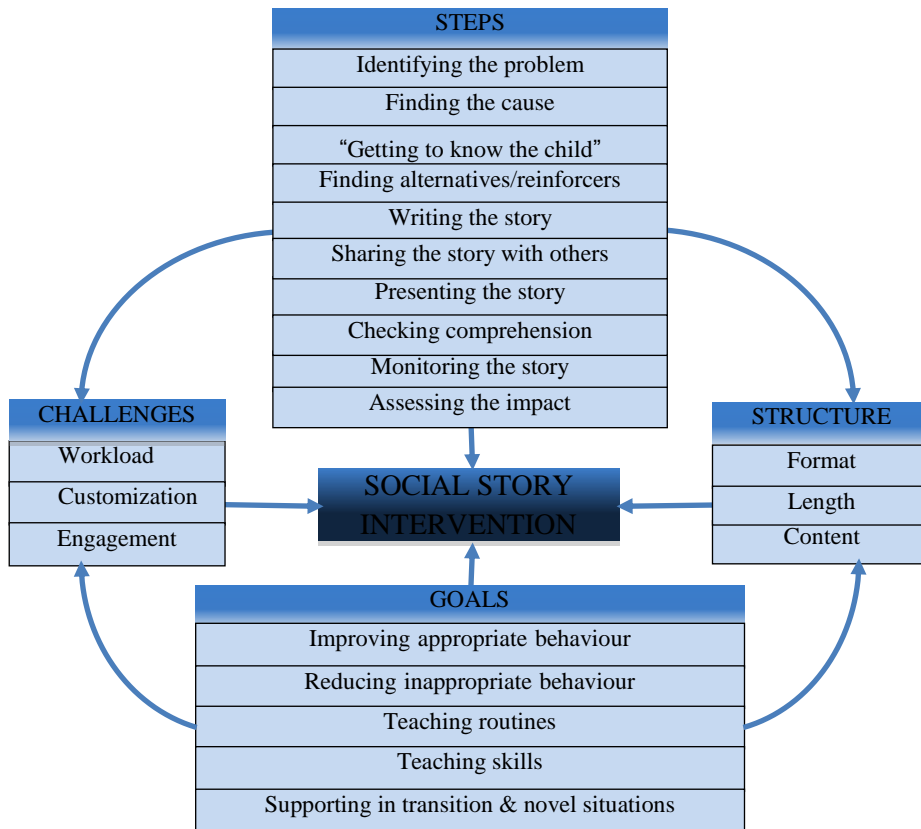 STEPS
Identifying the problem
Finding the cause
“Getting to know the child”
Finding alternatives/reinforcers
Writing the story
Sharing the story with others
Presenting the story
Checking comprehension
Monitoring the story
Assessing the impact
CHALLENGES
Workload
Customization
Engagement
SOCIAL STORY
INTERVENTION
STRUCTURE
Format
Length
Content
GOALS
Improving appropriate behaviour
Reducing inappropriate behaviour
Teaching routines
Teaching skills
Supporting in transition & novel situations